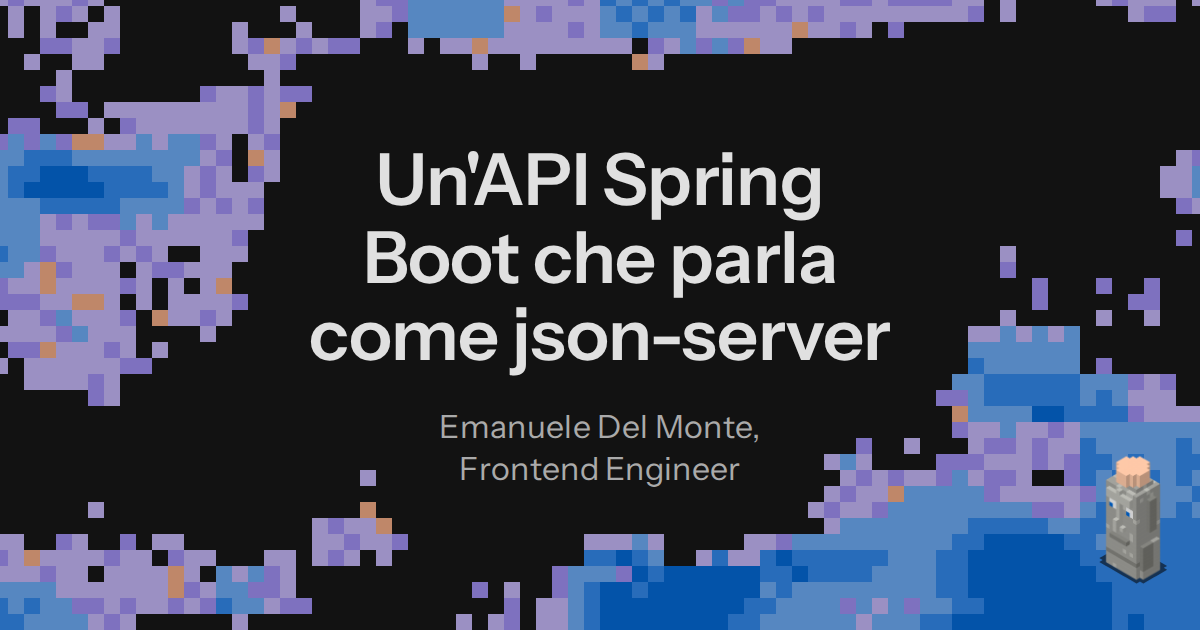 Un'API Spring
Boot che parla
come json-server
Emanuele Del Monte,
Frontend Engineer